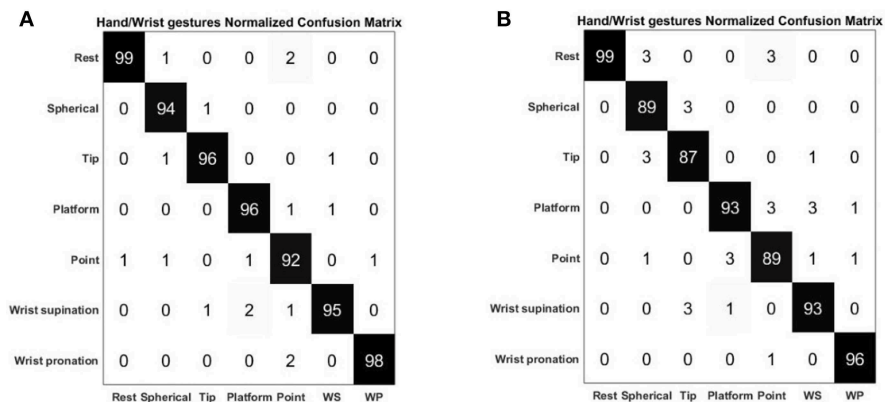 A
Hand/Wrist gestures Normalized Confusion Matrix
Rest 99 1 0 0 2 0 0
Spherical 0 94 1 0 0 0 0
Tip 0 1 96 0 0 1 0
Platform 0 0 0 96 1 1 0
Point 1 1 0 1 92 0 1
Wrist supination 0 0 1 2 1 95 0
Wrist pronation 0 0 0 0 2 0 98
Rest Spherical Tip Platform Point WS WP
B
Hand/Wrist gestures Normalized Confusion Matrix
Rest 99 3 0 0 3 0 0
Spherical 0 89 3 0 0 0 0
Tip 0 3 87 0 0 1 0
Platform 0 0 0 93 3 3 1
Point 0 1 0 3 89 1 1
Wrist supination 0 0 3 1 0 93 0
Wrist pronation 0 0 0 0 1 0 96
Rest Spherical Tip Platform Point WS WP